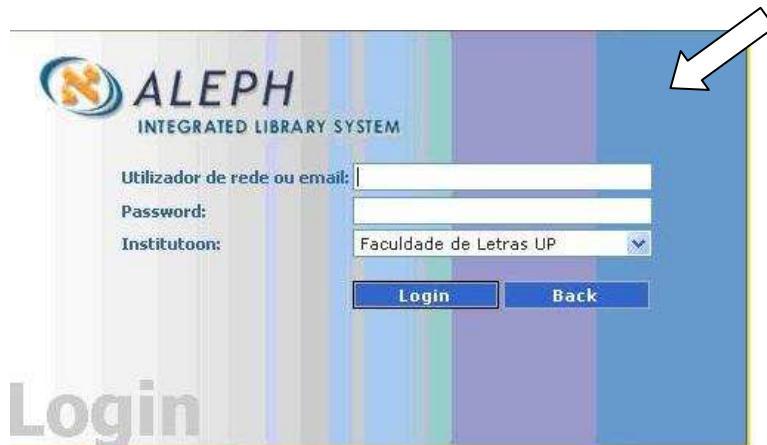 ALEPH
INTEGRATED LIBRARY SYSTEM
Utilizador de rede ou email:
Password:
Institutoon: Faculdade de Letras UP
Login Back
Login